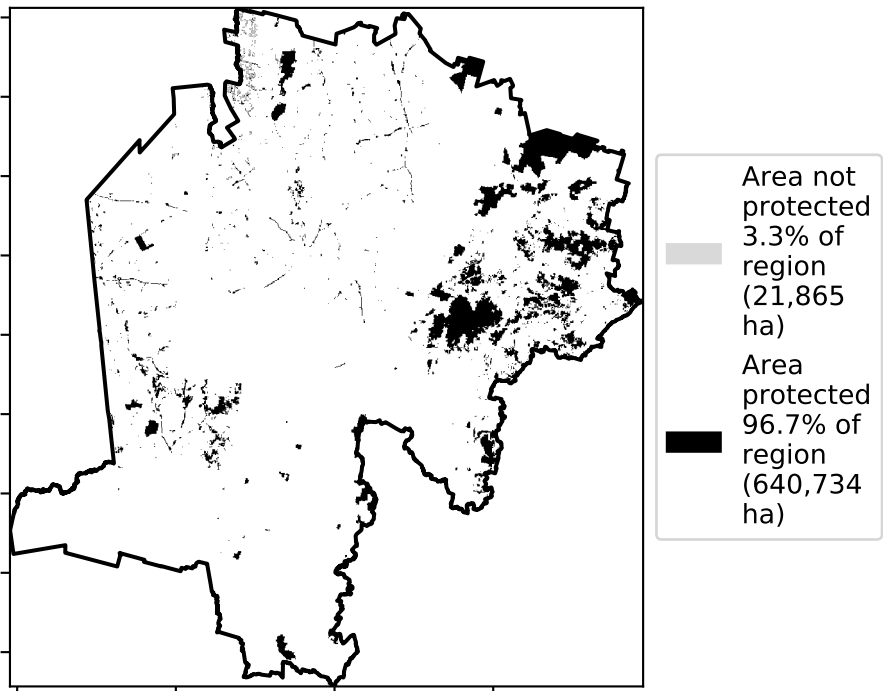 Area not
protected
3.3% of
region
(21,865
ha)
Area
protected
96.7% of
region
(640,734
ha)